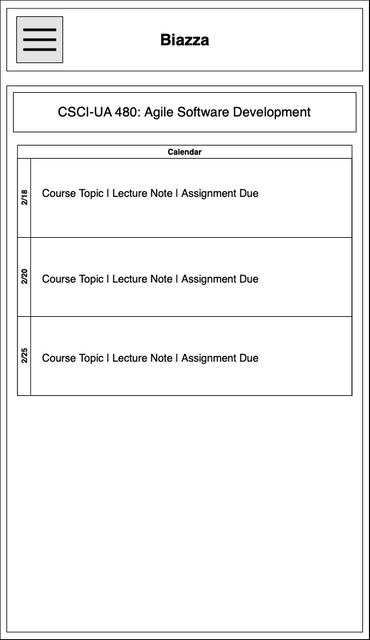 Biazza
CSCI-UA 480: Agile Software Development
Calendar
2/18
Course Topic | Lecture Note | Assignment Due
2/20
Course Topic | Lecture Note | Assignment Due
2/25
Course Topic | Lecture Note | Assignment Due